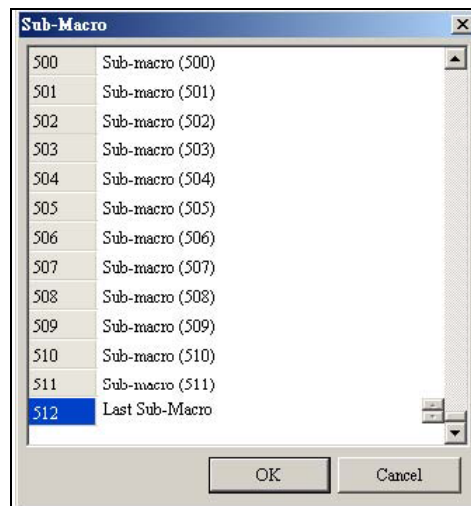 Sub-Macro
500 Sub-macro (500)
501 Sub-macro (501)
502 Sub-macro (502)
503 Sub-macro (503)
504 Sub-macro (504)
505 Sub-macro (505)
506 Sub-macro (506)
507 Sub-macro (507)
508 Sub-macro (508)
509 Sub-macro (509)
510 Sub-macro (510)
511 Sub-macro (511)
512 Last Sub-Macro
OK Cancel